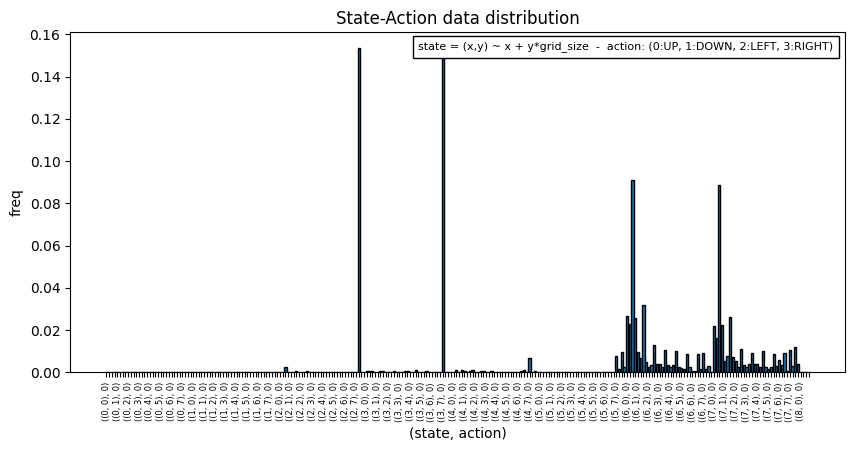 State-Action data distribution
state = (x,y) ~ x + y*grid_size  -  action: (0:UP, 1:DOWN, 2:LEFT, 3:RIGHT)
0.16
0.14
0.12
0.10
0.08
0.06
0.04
0.02
0.00
freq
((0, 0), 0)
((0, 1), 0)
((0, 2), 0)
((0, 3), 0)
((0, 4), 0)
((0, 5), 0)
((0, 6), 0)
((0, 7), 0)
((1, 0), 0)
((1, 1), 0)
((1, 2), 0)
((1, 3), 0)
((1, 4), 0)
((1, 5), 0)
((1, 6), 0)
((1, 7), 0)
((2, 0), 0)
((2, 1), 0)
((2, 2), 0)
((2, 3), 0)
((2, 4), 0)
((2, 5), 0)
((2, 6), 0)
((2, 7), 0)
((3, 0), 0)
((3, 1), 0)
((3, 2), 0)
((3, 3), 0)
((3, 4), 0)
((3, 5), 0)
((3, 6), 0)
((3, 7), 0)
((4, 0), 0)
((4, 1), 0)
((4, 2), 0)
((4, 3), 0)
((4, 4), 0)
((4, 5), 0)
((4, 6), 0)
((4, 7), 0)
((5, 0), 0)
((5, 1), 0)
((5, 2), 0)
((5, 3), 0)
((5, 4), 0)
((5, 5), 0)
((5, 6), 0)
((5, 7), 0)
((6, 0), 0)
((6, 1), 0)
((6, 2), 0)
((6, 3), 0)
((6, 4), 0)
((6, 5), 0)
((6, 6), 0)
((6, 7), 0)
((7, 0), 0)
((7, 1), 0)
((7, 2), 0)
((7, 3), 0)
((7, 4), 0)
((7, 5), 0)
((7, 6), 0)
((7, 7), 0)
((8, 0), 0)
(state, action)